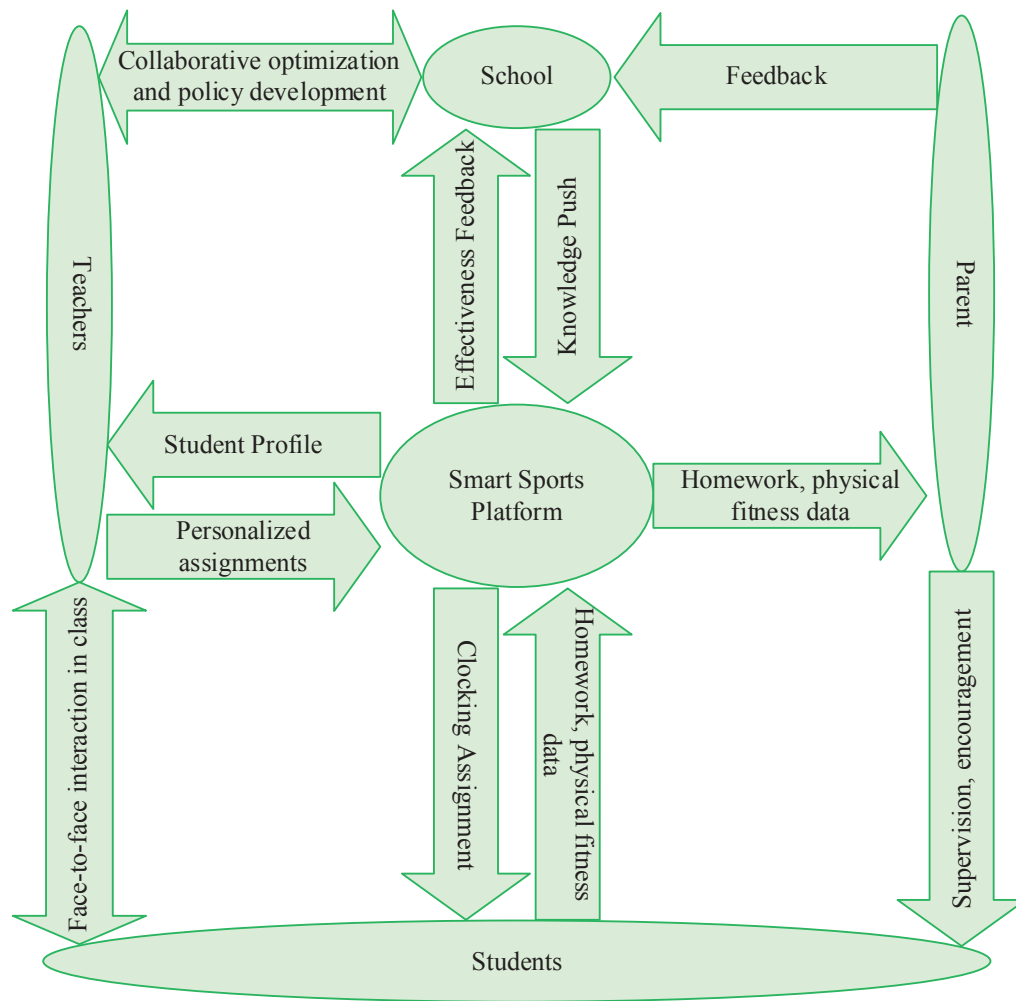 Collaborative optimization
and policy development
School
Feedback
Teachers
Effectiveness Feedback
Knowledge Push
Parent
Student Profile
Smart Sports
Platform
Homework, physical
fitness data
Personalized
assignments
Face-to-face interaction in class
Clocking Assignment
Homework, physical fitness
data
Supervision, encouragement
Students